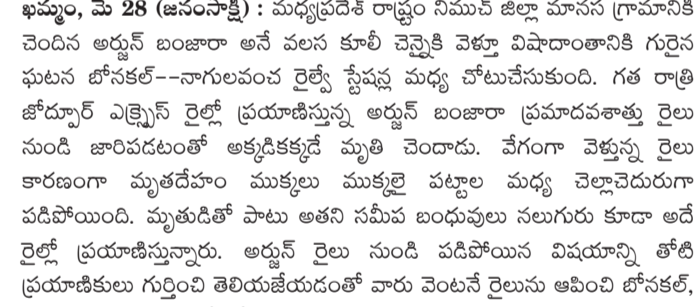 ఖమ్మం, మే 28 (జనంసాక్షి) : మధ్యప్రదేశ్ రాష్ట్రం నిముచ్ జిల్లా మానస గ్రామానికి
చెందిన అర్జున్ బంజారా అనే వలస కూలీ చెన్నైకి వెళ్తూ విషాదాంతానికి గురైన
ఘటన బోనకల్--నాగులవంచ రైల్వే స్టేషన్ల మధ్య చోటుచేసుకుంది. గత రాత్రి
జోద్పూర్ ఎక్స్ప్రెస్ రైల్లో ప్రయాణిస్తున్న అర్జున్ బంజారా ప్రమాదవశాత్తు రైలు
నుండి జారిపడటంతో అక్కడికక్కడే మృతి చెందాడు. వేగంగా వెళ్తున్న రైలు
కారణంగా మృతదేహం ముక్కలు ముక్కలై పట్టాల మధ్య చెల్లాచెదురుగా
పడిపోయింది. మృతుడితో పాటు అతని సమీప బంధువులు నలుగురు కూడా అదే
రైల్లో ప్రయాణిస్తున్నారు. అర్జున్ రైలు నుండి పడిపోయిన విషయాన్ని తోటి
ప్రయాణికులు గుర్తించి తెలియజేయడంతో వారు వెంటనే రైలును ఆపించి బోనకల్,